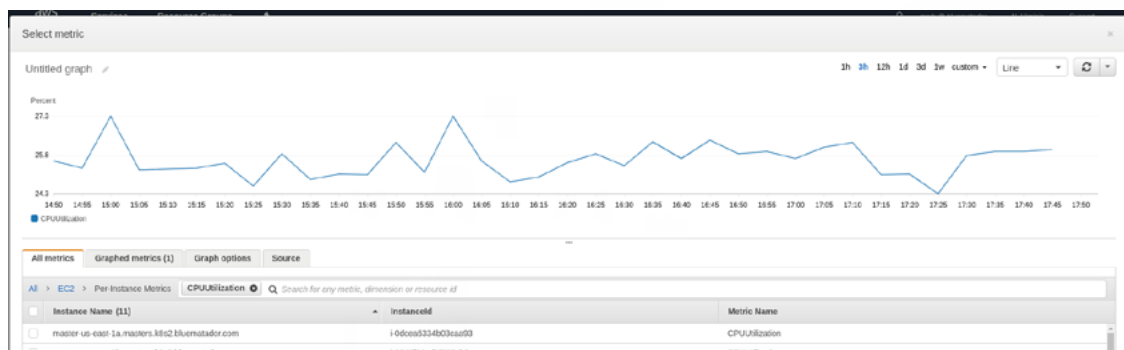 aws Services Resource Groups
Select metric ×
Untitled graph
1h 3h 12h 1d 3d 1w custom Line
Percent
27.3
25.8
24.3
14:50 14:55 15:00 15:05 15:10 15:15 15:20 15:25 15:30 15:35 15:40 15:45 15:50 15:55 16:00 16:05 16:10 16:15 16:20 16:25 16:30 16:35 16:40 16:45 16:50 16:55 17:00 17:05 17:10 17:15 17:20 17:25 17:30 17:35 17:40 17:45 17:50
CPUUtilization
All metrics Graphed metrics (1) Graph options Source
All > EC2 > Per-Instance Metrics CPUUtilization Search for any metric, dimension or resource id
Instance Name (11) InstanceId Metric Name
master-us-east-1a.masters.k8s2.bluematador.com i-0dcea5334b03caa93 CPUUtilization